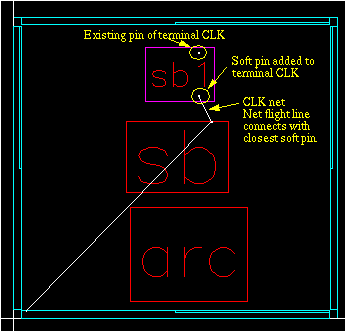 Existing pin of terminal CLK
sb1
Soft pin added to
terminal CLK
CLK net
Net flight line
connects with
closest soft pin
sb
arc